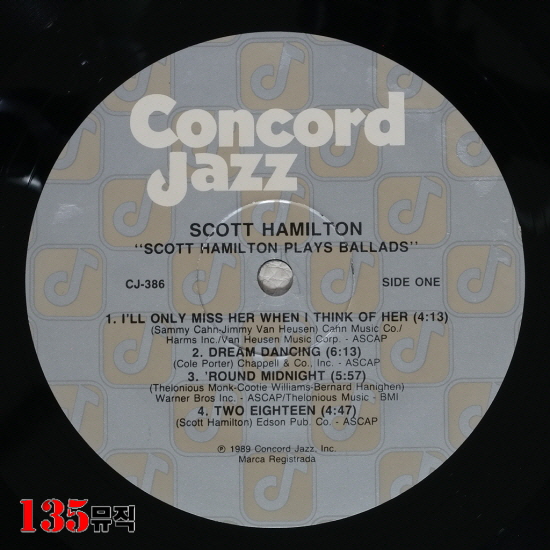 Concord
Jazz
SCOTT HAMILTON
"SCOTT HAMILTON PLAYS BALLADS"
CJ-386 SIDE ONE
1. I'LL ONLY MISS HER WHEN I THINK OF HER (4:13)
(Sammy Cahn-Jimmy Van Heusen) Cahn Music Co./
Harms Inc./Van Heusen Music Corp. - ASCAP
2. DREAM DANCING (6:13)
(Cole Porter) Chappell & Co., Inc. - ASCAP
3. 'ROUND MIDNIGHT (5:57)
(Thelonious Monk-Cootie Williams-Bernard Hanighen)
Warner Bros Inc. - ASCAP/Thelonious Music - BMI
4. TWO EIGHTEEN (4:47)
(Scott Hamilton) Edson Pub. Co. - ASCAP
℗ 1989 Concord Jazz, Inc.
Marca Registrada
135뮤직